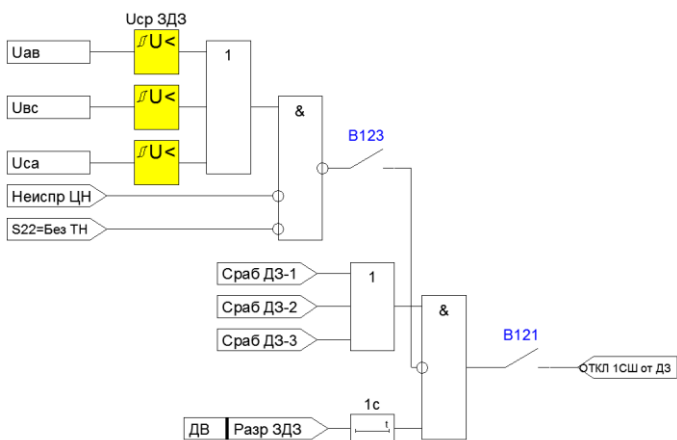 Uср ЗДЗ
Uав
U<
1
Uвс
U<
&
В123
Uса
U<
Неиспр ЦН
S22=Без ТН
Сраб ДЗ-1
1
Сраб ДЗ-2
&
Сраб ДЗ-3
В121
ОТКЛ 1СШ от ДЗ
1с
ДВ Разр ЗДЗ
t